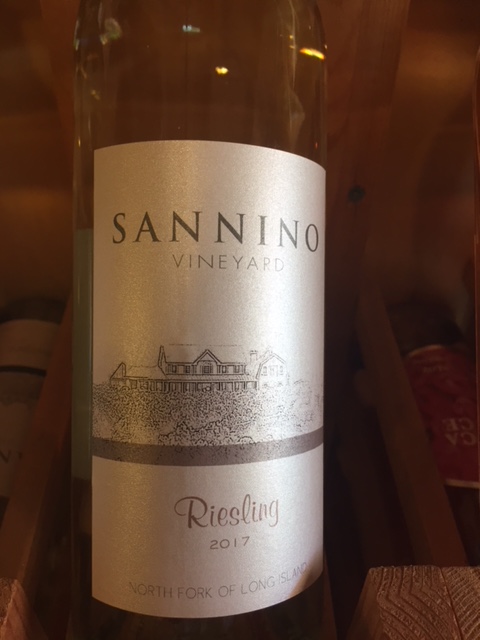 SANNINO
VINEYARD
Riesling
2017
NORTH FORK OF LONG ISLAND